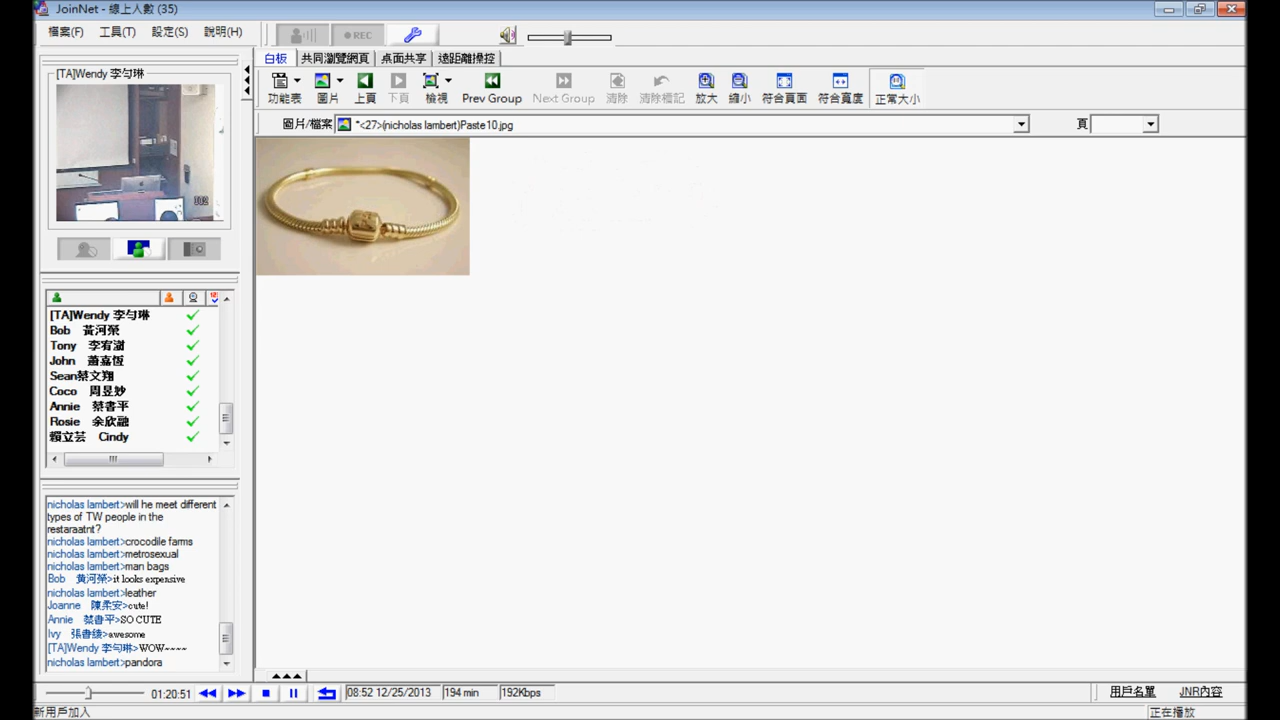 JoinNet - 線上人數 (35)
檔案(F) 工具(T) 設定(S) 說明(H)
REC
白板 共同瀏覽網頁 桌面共享 遠距離操控
功能表 圖片 上頁 下頁 檢視 Prev Group Next Group 清除 清除標記 放大 縮小 符合頁面 符合寬度 正常大小
圖片/檔案 *<27>(nicholas lambert)Paste10.jpg 頁
[TA]Wendy 李勻琳
[TA]Wendy 李勻琳
Bob 黃河榮
Tony 李宥澍
John 蕭嘉恆
Sean蔡文翔
Coco 周昱妙
Annie 蔡書平
Rosie 余欣融
賴立芸 Cindy
nicholas lambert>will he meet different
types of TW people in the
restaraatnt?
nicholas lambert>crocodile farms
nicholas lambert>metrosexual
nicholas lambert>man bags
Bob 黃河榮>it looks expensive
nicholas lambert>leather
Joanne 陳柔安>cute!
Annie 蔡書平>SO CUTE
Ivy 張書綾>awesome
[TA]Wendy 李勻琳>WOW~~~~
nicholas lambert>pandora
01:20:51 08:52 12/25/2013 194 min 192Kbps 用戶名單 JNR內容
新用戶加入 正在播放